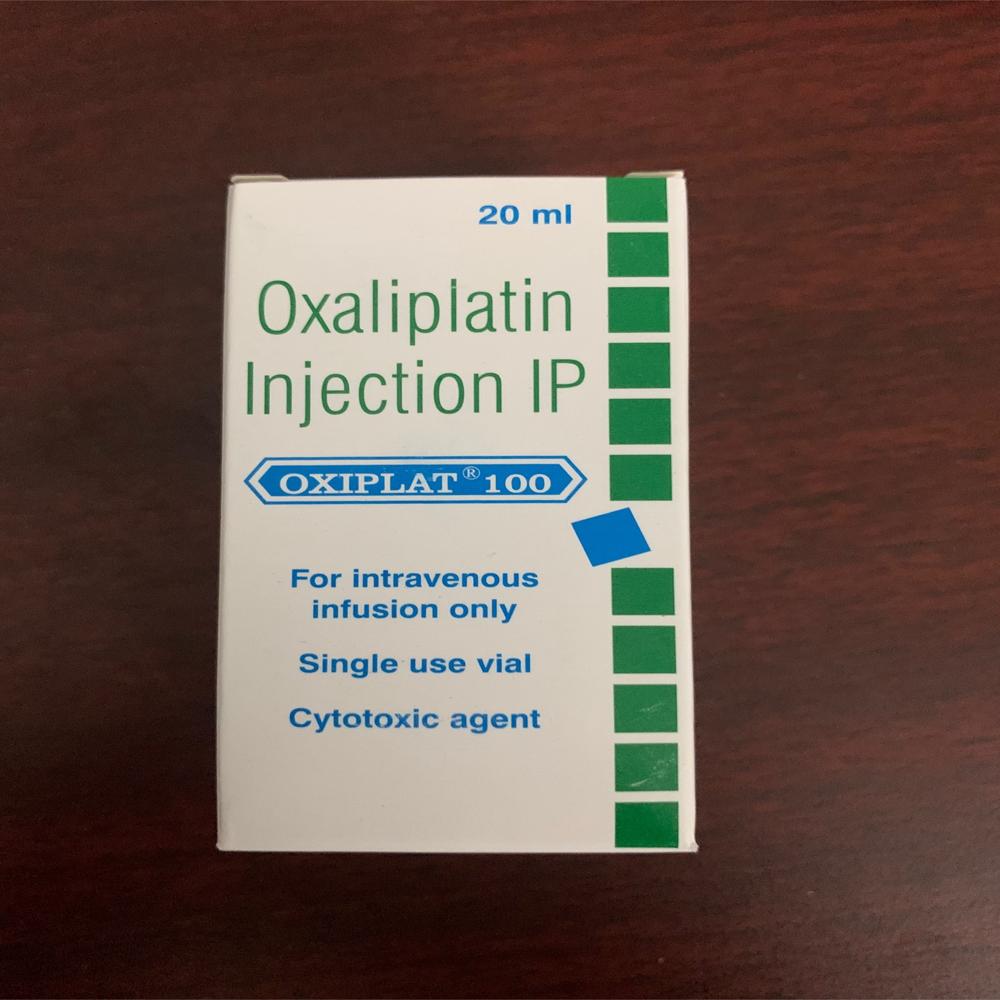 20 ml
Oxaliplatin
Injection IP
OXIPLAT® 100
For intravenous
infusion only
Single use vial
Cytotoxic agent